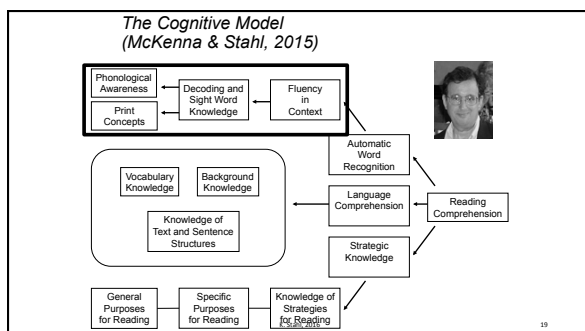 The Cognitive Model
(McKenna & Stahl, 2015)
Phonological
Awareness
Print
Concepts
Decoding and
Sight Word
Knowledge
Fluency
in
Context
Automatic
Word
Recognition
Vocabulary
Knowledge
Background
Knowledge
Knowledge of
Text and Sentence
Structures
Language
Comprehension
Reading
Comprehension
Strategic
Knowledge
General
Purposes
for Reading
Specific
Purposes
for Reading
Knowledge of
Strategies
for Reading
K. Stahl, 2016
19